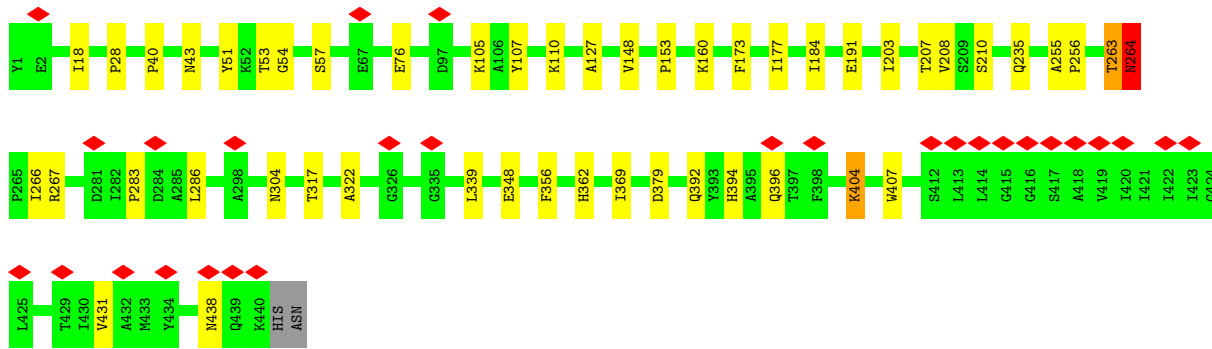 Y1 E2 I18 P28 P40 N43 Y51 K52 T53 G54 S57 E67 E76 D97 K105 A106 Y107 K110 A127 V148 P153 K160 F173 I177 I184 E191 I203 T207 V208 S209 S210 Q235 A255 P256 T263 N264
P265 I266 R267 D281 I282 P283 D284 A285 L286 A298 N304 T317 A322 G326 G335 L339 E348 F356 H362 I369 D379 Q392 Y393 H394 A395 Q396 T397 F398 K404 W407 S412 L413 L414 G415 G416 S417 A418 V419 I420 I421 I422 I423 G424
L425 T429 I430 V431 A432 M433 Y434 N438 Q439 K440 HIS ASN